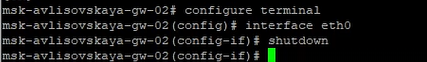 msk-avlisovskaya-gw-02# configure terminal
msk-avlisovskaya-gw-02(config)# interface eth0
msk-avlisovskaya-gw-02(config-if)# shutdown
msk-avlisovskaya-gw-02(config-if)#